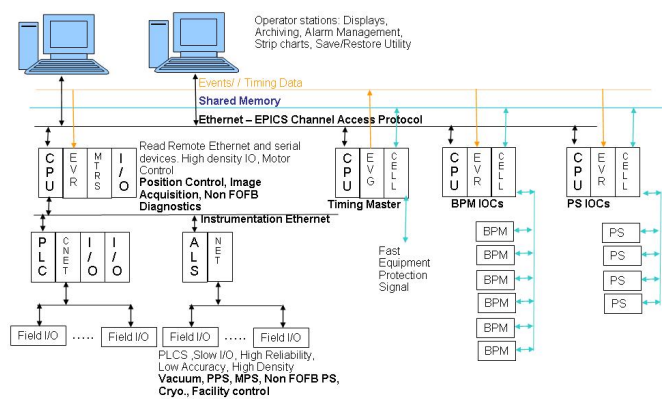 Operator stations: Displays,
Archiving, Alarm Management,
Strip charts, Save/Restore Utility
Events/ / Timing Data
Shared Memory
Ethernet – EPICS Channel Access Protocol
CPU
EVR
MTRS
I/O
Read Remote Ethernet and serial
devices. High density IO, Motor
Control
Position Control, Image
Acquisition, Non FOFB
Diagnostics
CPU
EVG
CELL
Timing Master
CPU
EVR
CELL
BPM IOCs
CPU
EVR
CELL
PS IOCs
Instrumentation Ethernet
PLC
CNET
I/O
I/O
ALS
NET
Fast
Equipment
Protection
Signal
BPM
BPM
BPM
BPM
BPM
BPM
PS
PS
PS
PS
Field I/O ..... Field I/O
Field I/O ..... Field I/O
PLCS ,Slow I/O, High Reliability,
Low Accuracy, High Density
Vacuum, PPS, MPS, Non FOFB PS,
Cryo., Facility control